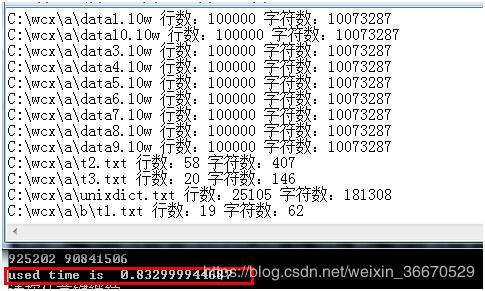 C:\wcx\a\data1.10w 行数：100000 字符数：10073287
C:\wcx\a\data10.10w 行数：100000 字符数：10073287
C:\wcx\a\data3.10w 行数：100000 字符数：10073287
C:\wcx\a\data4.10w 行数：100000 字符数：10073287
C:\wcx\a\data5.10w 行数：100000 字符数：10073287
C:\wcx\a\data6.10w 行数：100000 字符数：10073287
C:\wcx\a\data7.10w 行数：100000 字符数：10073287
C:\wcx\a\data8.10w 行数：100000 字符数：10073287
C:\wcx\a\data9.10w 行数：100000 字符数：10073287
C:\wcx\a\t2.txt 行数：58 字符数：407
C:\wcx\a\t3.txt 行数：20 字符数：146
C:\wcx\a\unixdict.txt 行数：25105 字符数：181308
C:\wcx\a\b\t1.txt 行数：19 字符数：62
925202 90841506
used time is 0.832999944687
https://blog.csdn.net/weixin_36670529